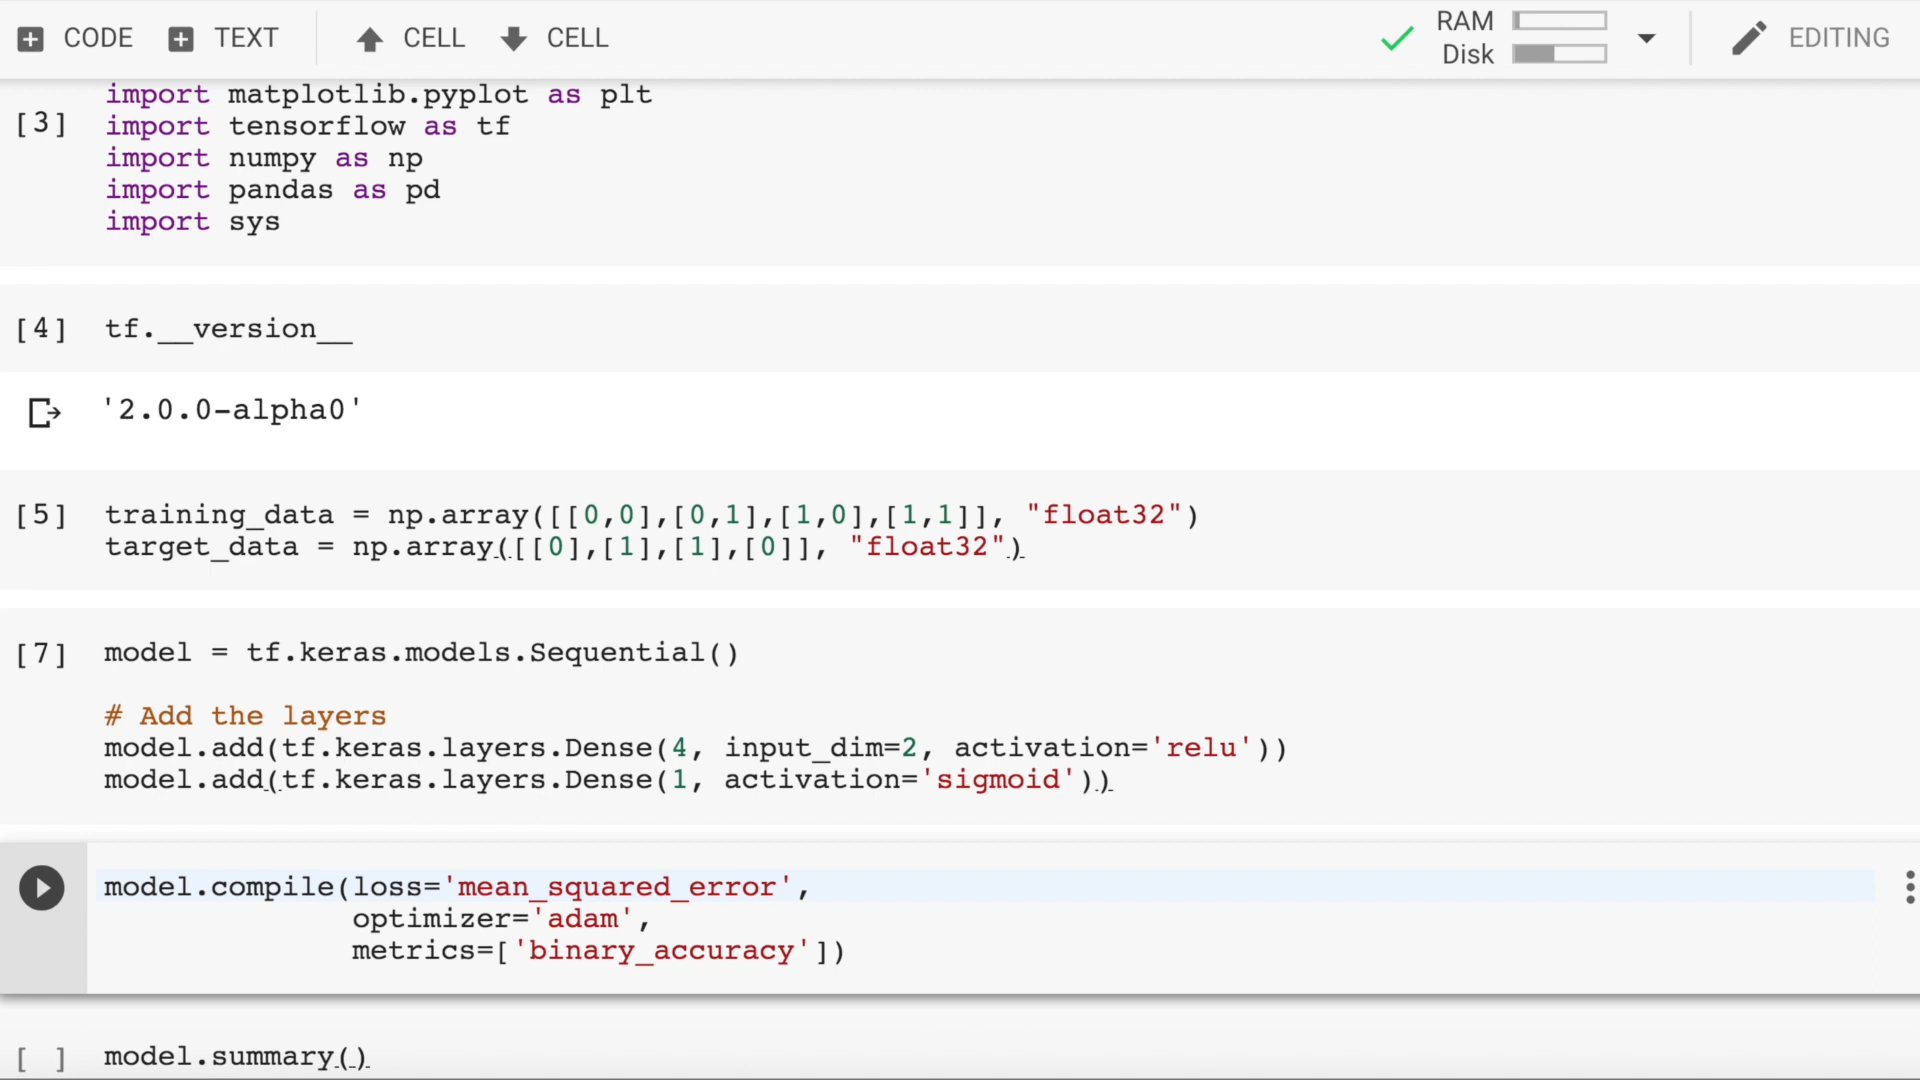 CODE TEXT CELL CELL RAM Disk EDITING
import matplotlib.pyplot as plt
[3] import tensorflow as tf
import numpy as np
import pandas as pd
import sys
[4] tf.__version__
'2.0.0-alpha0'
[5] training_data = np.array([[0,0],[0,1],[1,0],[1,1]], "float32")
target_data = np.array([[0],[1],[1],[0]], "float32")
[7] model = tf.keras.models.Sequential()
# Add the layers
model.add(tf.keras.layers.Dense(4, input_dim=2, activation='relu'))
model.add(tf.keras.layers.Dense(1, activation='sigmoid'))
model.compile(loss='mean_squared_error',
optimizer='adam',
metrics=['binary_accuracy'])
[ ] model.summary()